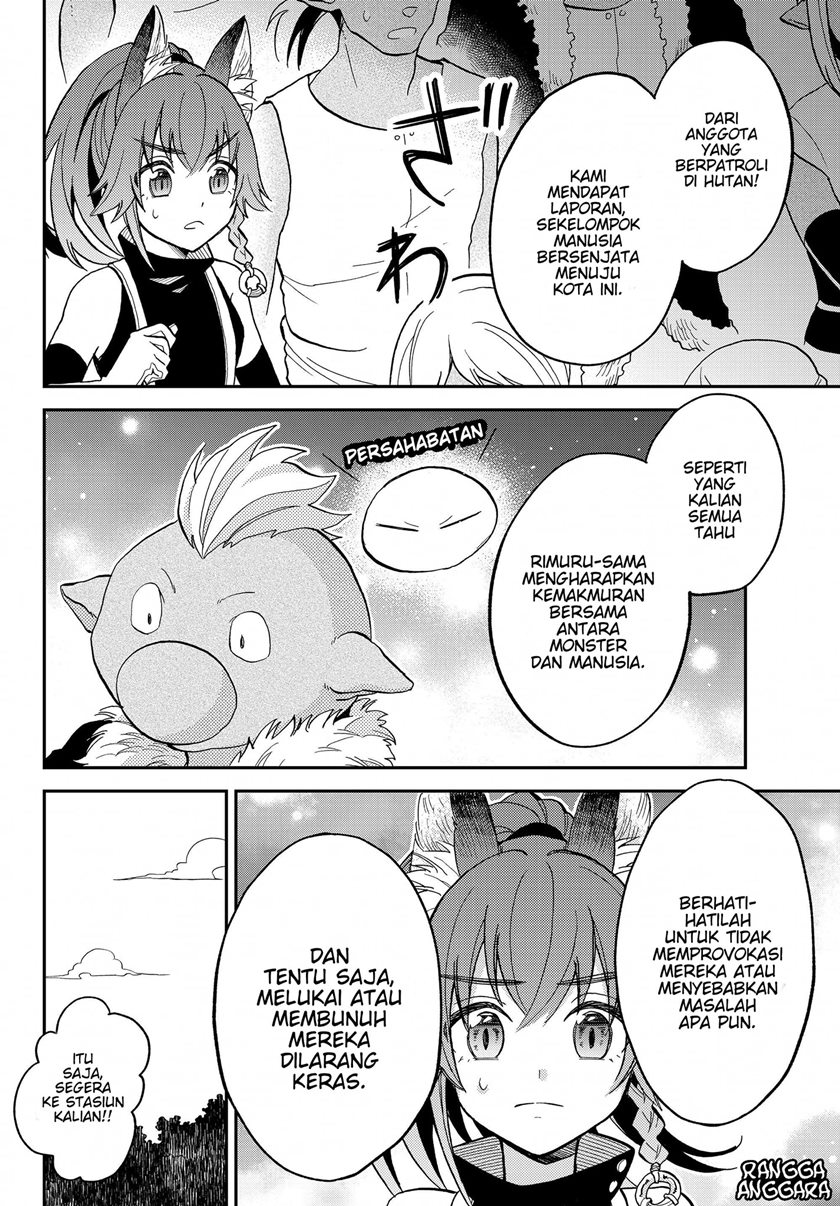 DARI
ANGGOTA
YANG
BERPATROLI
DI HUTAN!
KAMI
MENDAPAT
LAPORAN,
SEKELOMPOK
MANUSIA
BERSENJATA
MENUJU
KOTA INI.
ざわ
PERSAHABATAN
SEPERTI
YANG
KALIAN
SEMUA
TAHU
RIMURU-SAMA
MENGHARAPKAN
KEMAKMURAN
BERSAMA
ANTARA
MONSTER
DAN MANUSIA.
BERHATI-
HATILAH
UNTUK TIDAK
MEMPROVOKASI
MEREKA ATAU
MENYEBABKAN
MASALAH
APA PUN.
DAN
TENTU SAJA,
MELUKAI ATAU
MEMBUNUH
MEREKA
DILARANG
KERAS.
ITU
SAJA,
SEGERA
KE STASIUN
KALIAN!!
RANGGA
ANGGARA